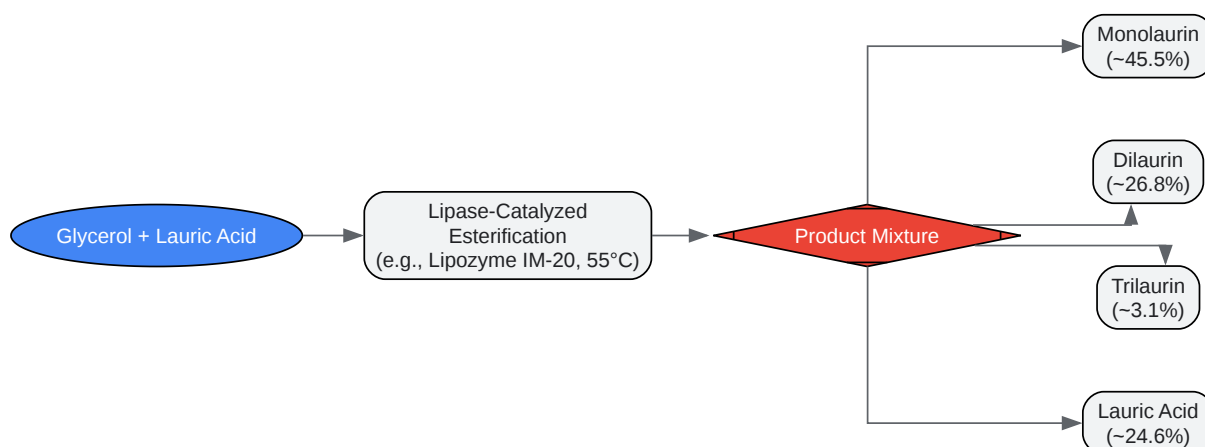 Glycerol + Lauric Acid
Lipase-Catalyzed
Esterification
(e.g., Lipozyme IM-20, 55°C)
Product Mixture
Monolaurin
(~45.5%)
Dilaurin
(~26.8%)
Trilaurin
(~3.1%)
Lauric Acid
(~24.6%)